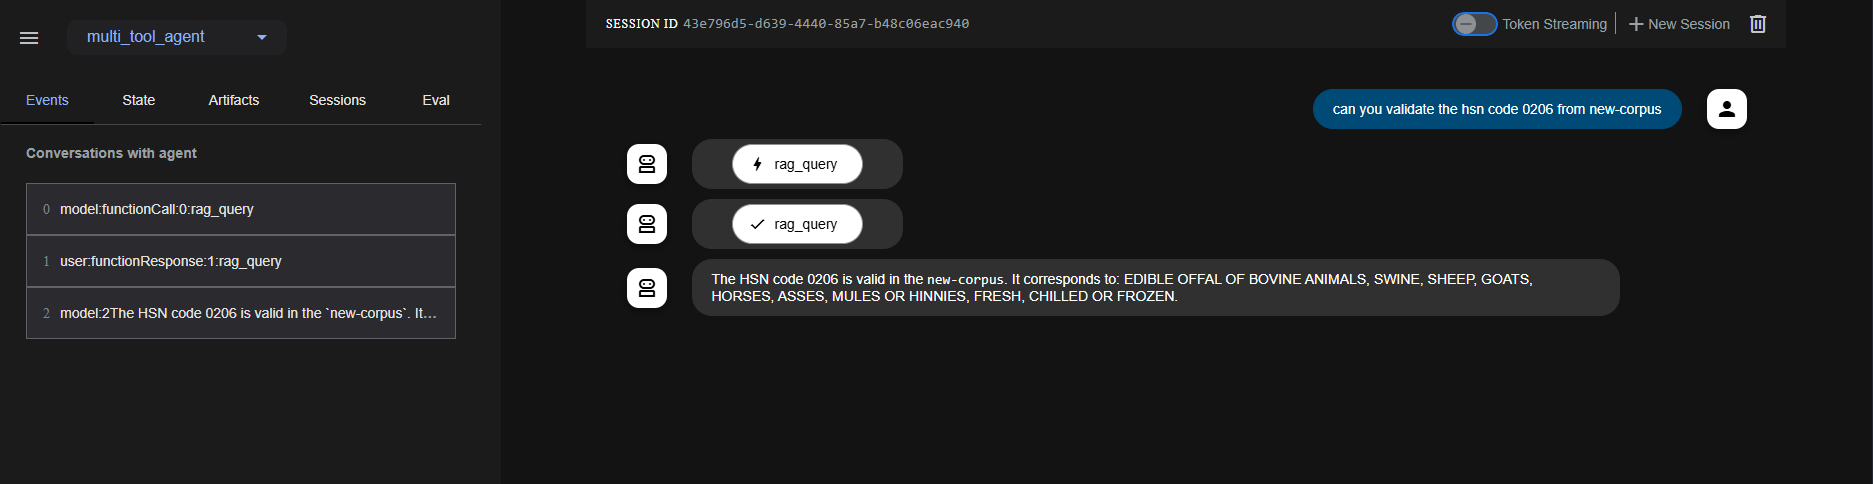 multi_tool_agent
Events State Artifacts Sessions Eval
Conversations with agent
0 model:functionCall:0:rag_query
1 user:functionResponse:1:rag_query
2 model:2The HSN code 0206 is valid in the `new-corpus`. It...
SESSION ID 43e796d5-d639-4440-85a7-b48c06eac940
Token Streaming
New Session
can you validate the hsn code 0206 from new-corpus
rag_query
rag_query
The HSN code 0206 is valid in the new-corpus. It corresponds to: EDIBLE OFFAL OF BOVINE ANIMALS, SWINE, SHEEP, GOATS,
HORSES, ASSES, MULES OR HINNIES, FRESH, CHILLED OR FROZEN.